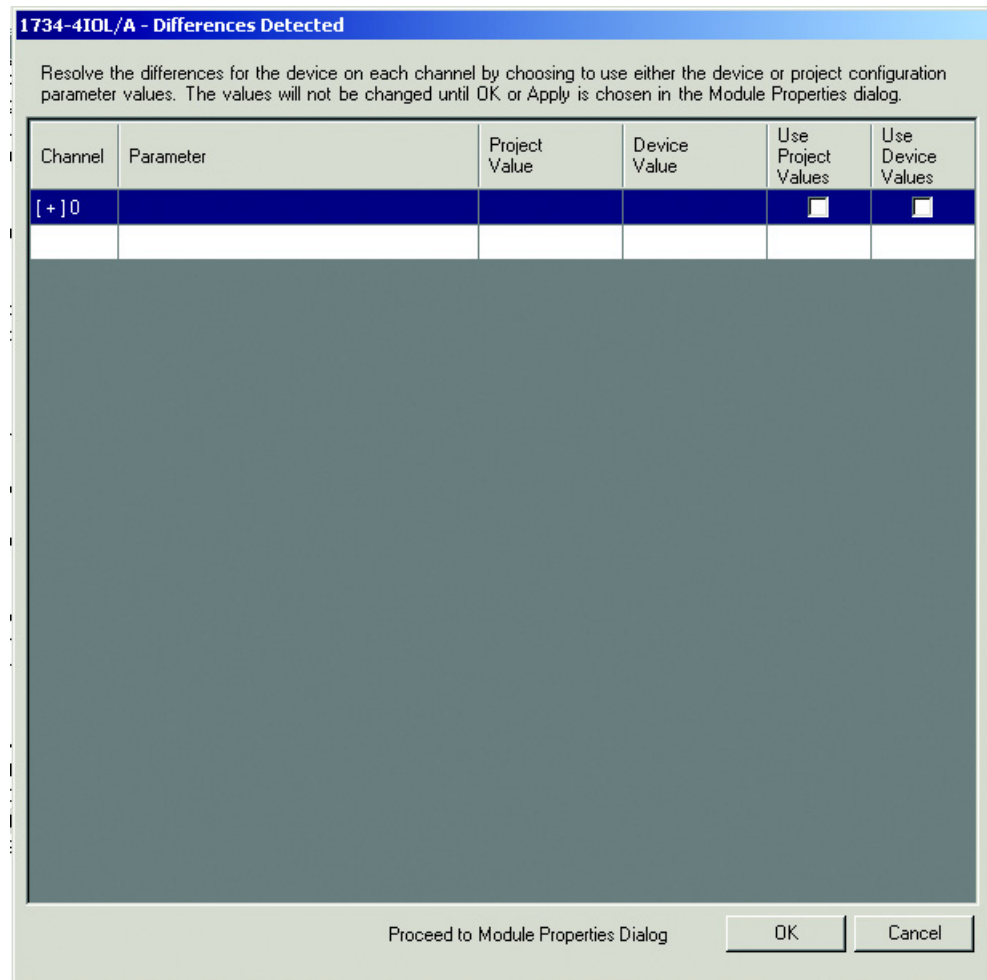 1734-4IOL/A - Differences Detected
Resolve the differences for the device on each channel by choosing to use either the device or project configuration
parameter values. The values will not be changed until OK or Apply is chosen in the Module Properties dialog.
Channel Parameter Project Value Device Value Use Project Values Use Device Values
[+] 0
Proceed to Module Properties Dialog OK Cancel